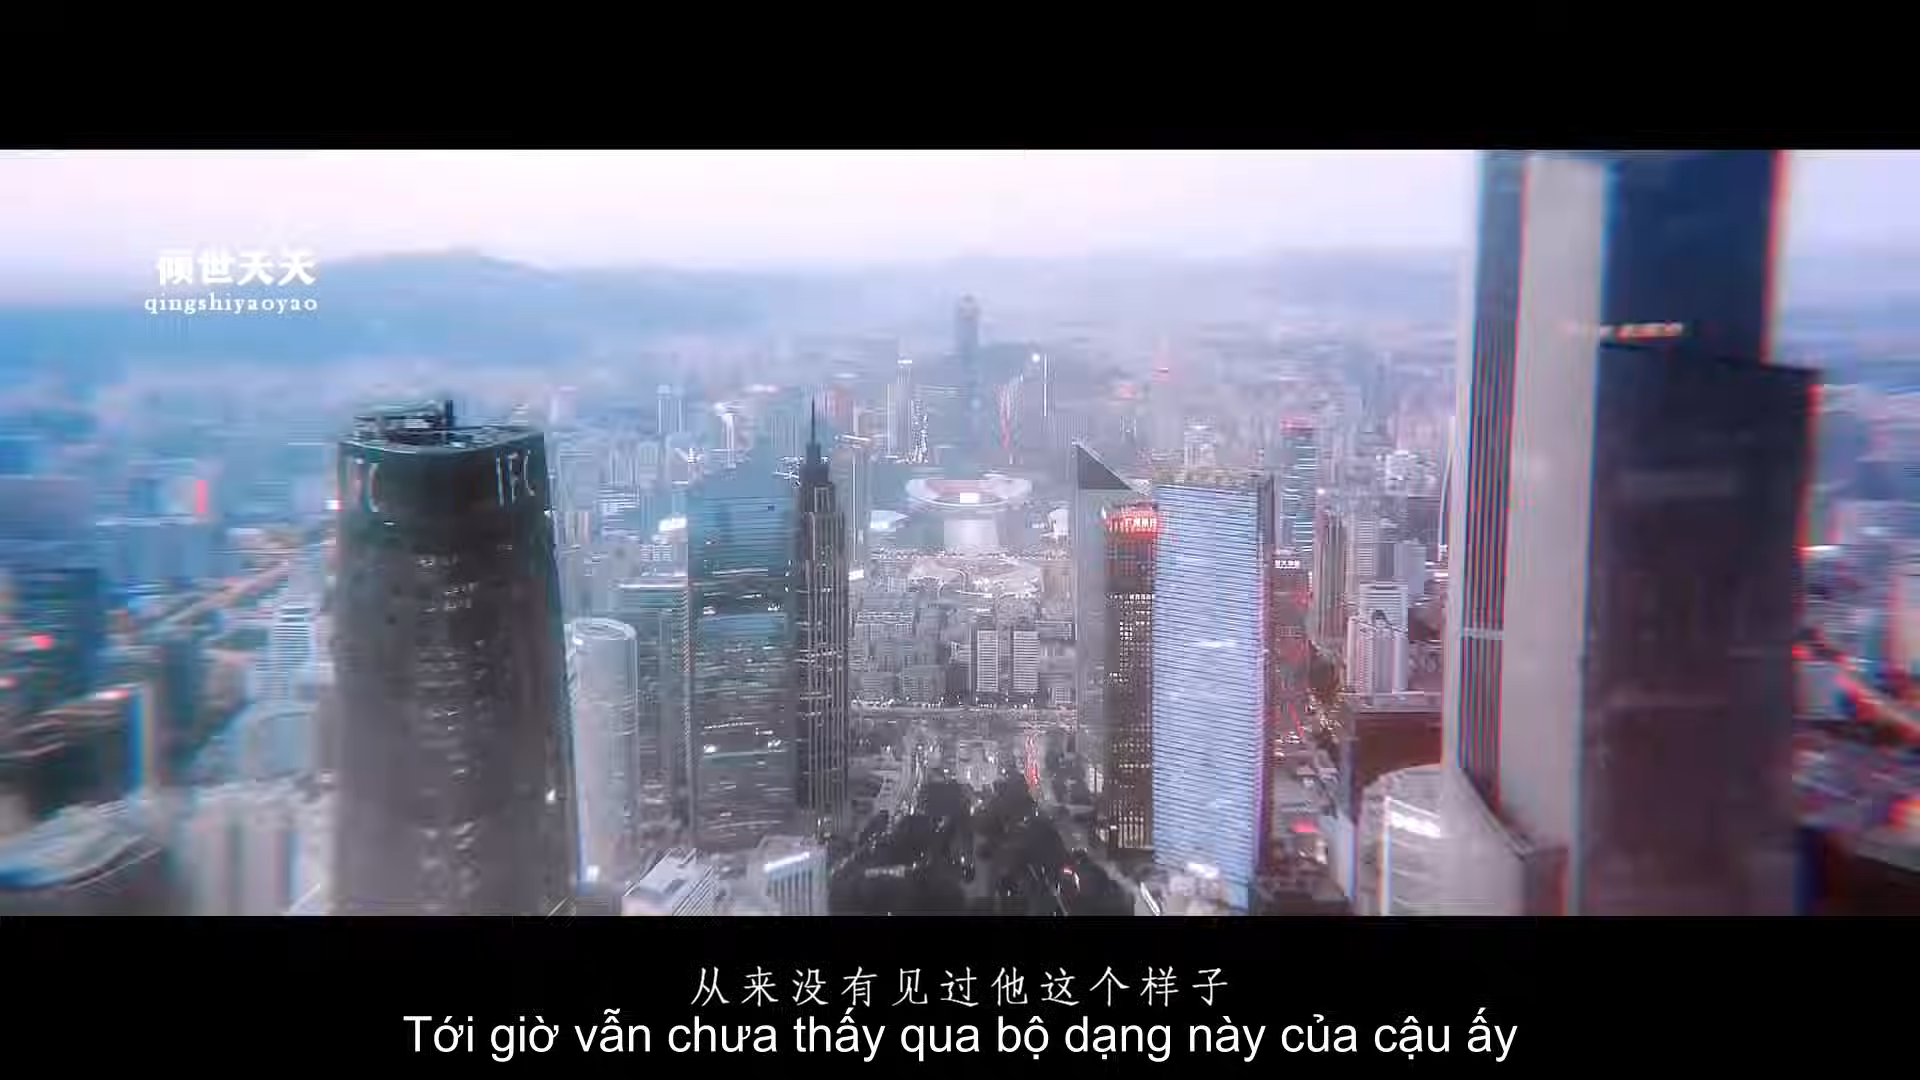 倾世夭夭
qingshiyaoyao
IFC
从来没有见过他这个样子
Tới giờ vẫn chưa thấy qua bộ dạng này của cậu ấy